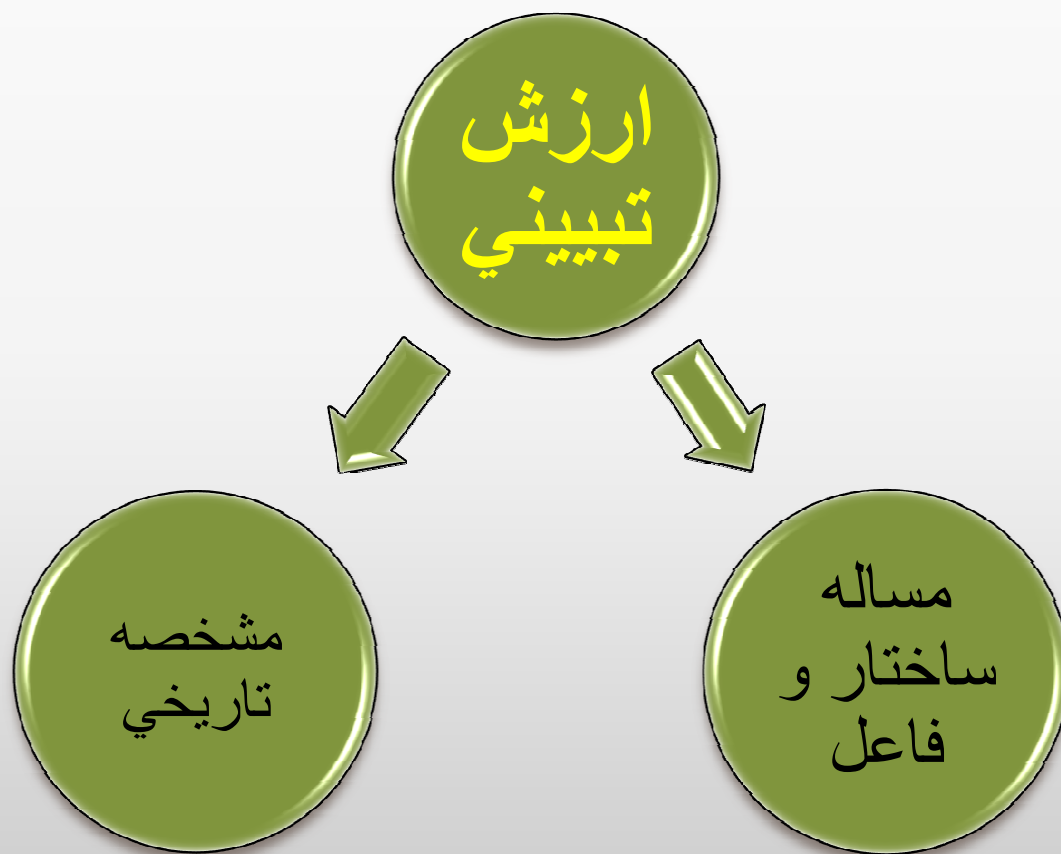 ارزش
تبييني
مساله
ساختار و
فاعل
مشخصه
تاريخي